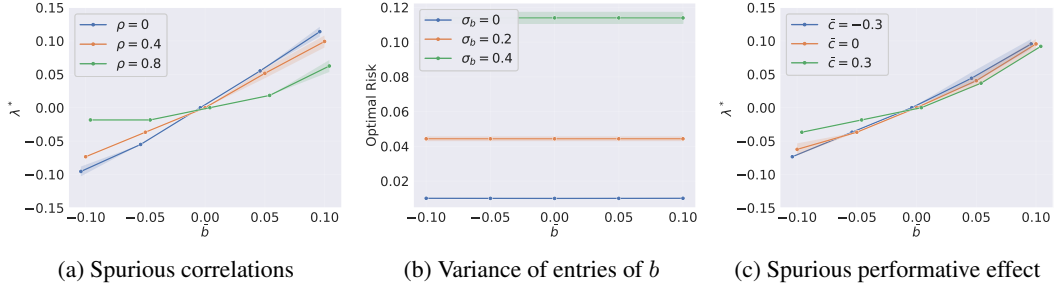 0.15
0.10
0.05
0.00
−0.05
−0.10
−0.15
λ*
ρ = 0
ρ = 0.4
ρ = 0.8
−0.10 −0.05 0.00 0.05 0.10
b̄
(a) Spurious correlations
0.12
0.10
0.08
0.06
0.04
0.02
Optimal Risk
σ_b = 0
σ_b = 0.2
σ_b = 0.4
−0.10 −0.05 0.00 0.05 0.10
b̄
(b) Variance of entries of b
0.15
0.10
0.05
0.00
−0.05
−0.10
−0.15
λ*
c̄ = −0.3
c̄ = 0
c̄ = 0.3
−0.10 −0.05 0.00 0.05 0.10
b̄
(c) Spurious performative effect